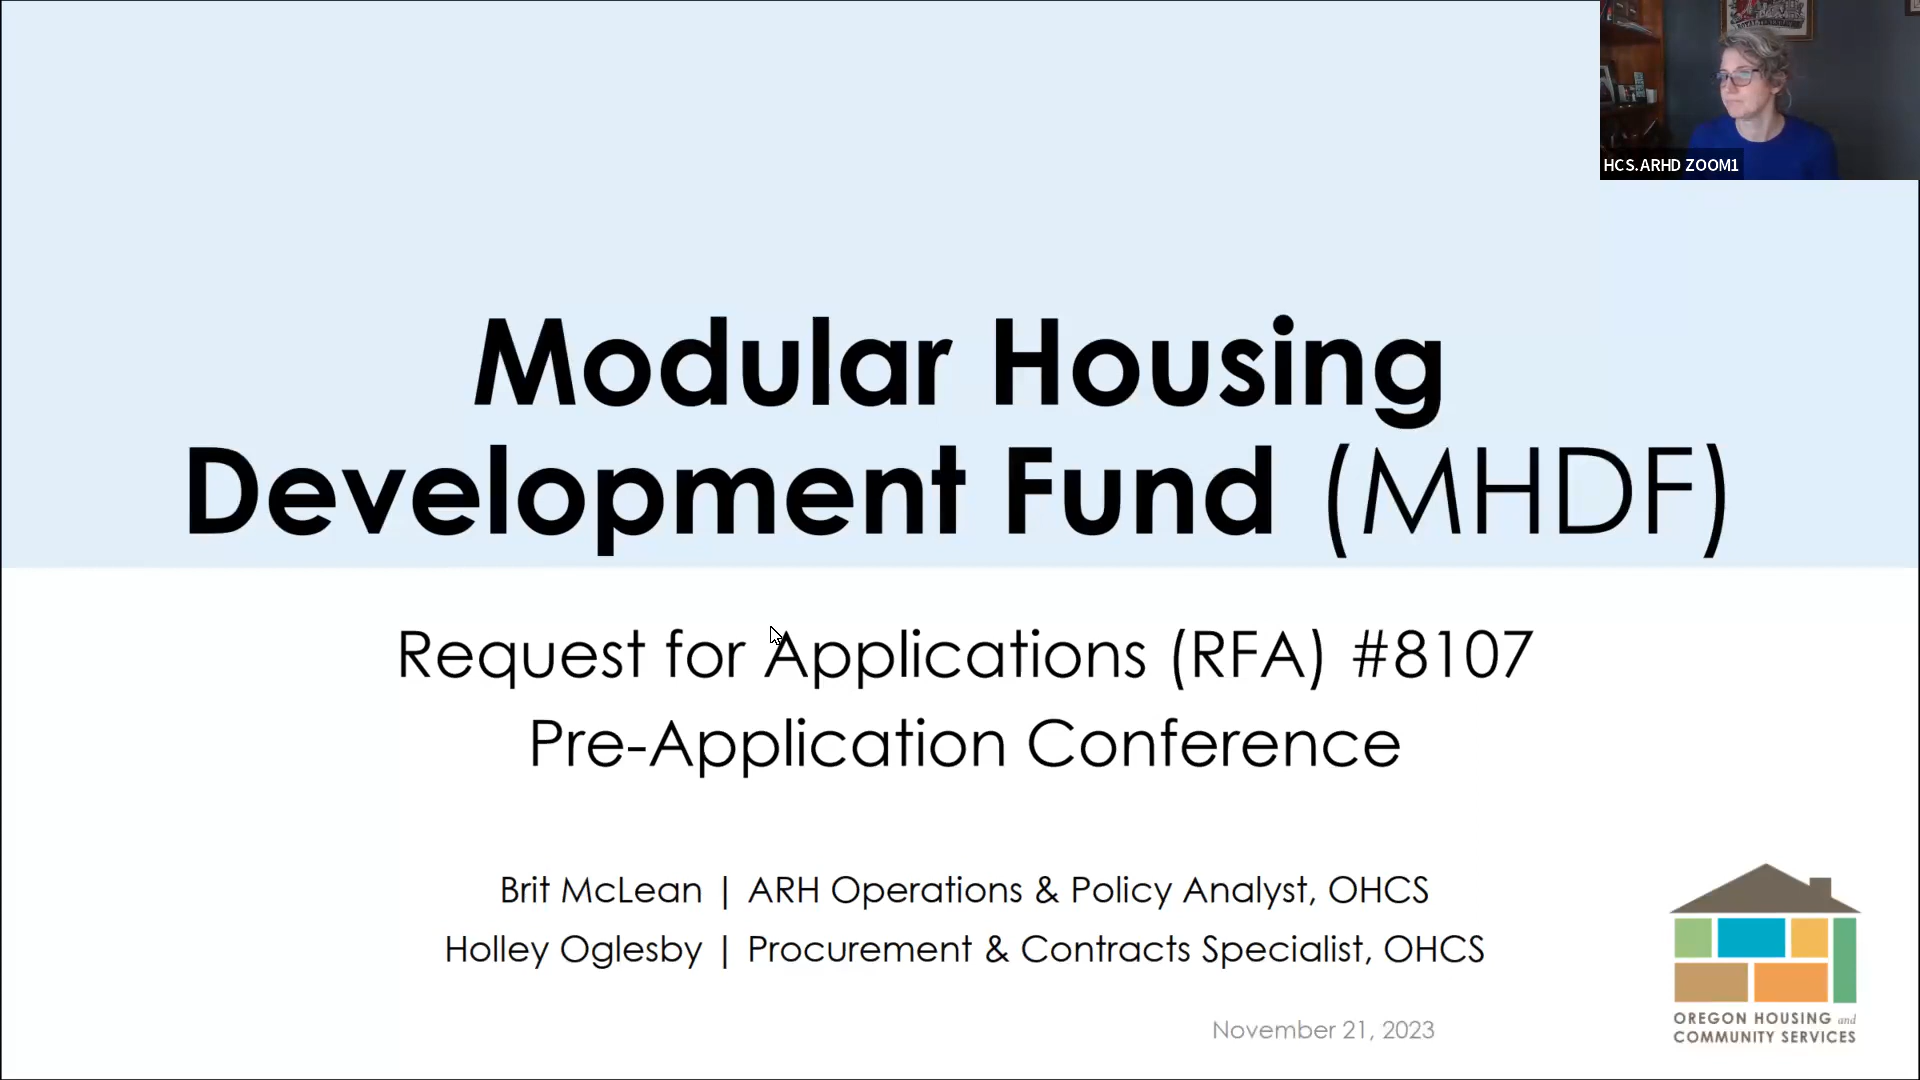 HCS.ARHD ZOOM1
Modular Housing
Development Fund (MHDF)
Request for Applications (RFA) #8107
Pre-Application Conference
Brit McLean | ARH Operations & Policy Analyst, OHCS
Holley Oglesby | Procurement & Contracts Specialist, OHCS
November 21, 2023
OREGON HOUSING and
COMMUNITY SERVICES